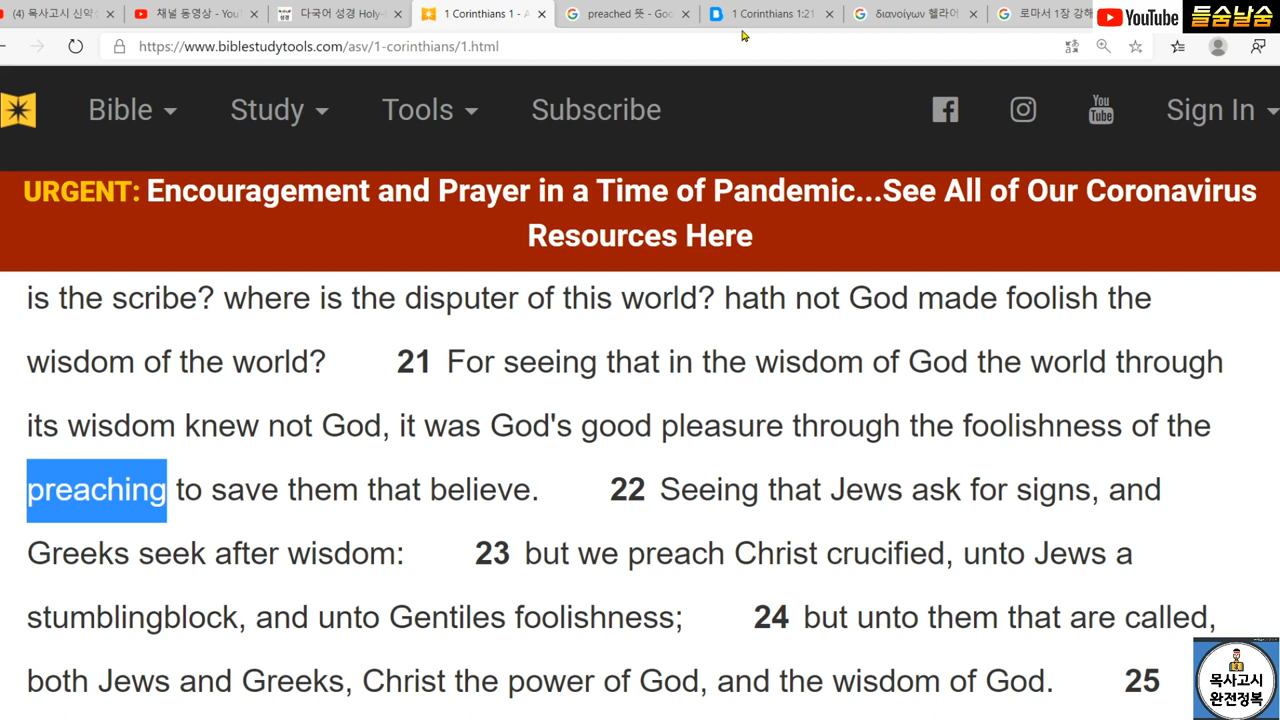 (4) 목사고시 신약
채널 동영상 - You
다국어 성경 Holy-
1 Corinthians 1 - A
preached 뜻 - Goo
1 Corinthians 1:21
διανοίγων 헬라어
로마서 1장 강해
YouTube
들숨날숨
https://www.biblestudytools.com/asv/1-corinthians/1.html
Bible Study Tools Subscribe Sign In
You Tube
URGENT: Encouragement and Prayer in a Time of Pandemic...See All of Our Coronavirus
Resources Here
is the scribe? where is the disputer of this world? hath not God made foolish the
wisdom of the world? 21 For seeing that in the wisdom of God the world through
its wisdom knew not God, it was God's good pleasure through the foolishness of the
preaching to save them that believe. 22 Seeing that Jews ask for signs, and
Greeks seek after wisdom: 23 but we preach Christ crucified, unto Jews a
stumblingblock, and unto Gentiles foolishness; 24 but unto them that are called,
both Jews and Greeks, Christ the power of God, and the wisdom of God. 25
목사고시
완전정복